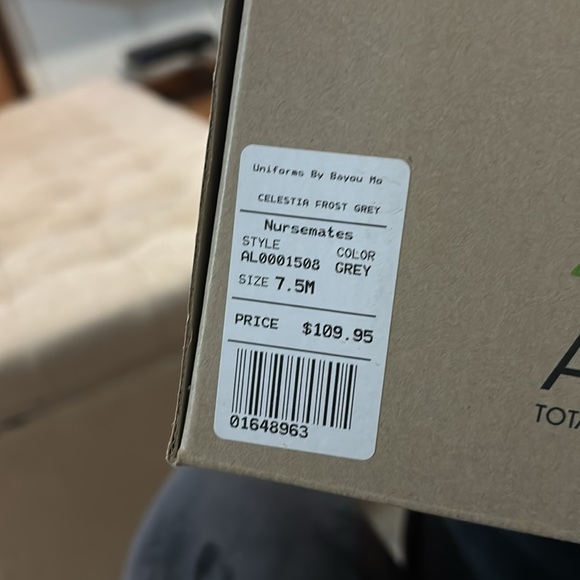 Uniforms By Bayou Mo
CELESTIA FROST GREY
Nursemates
STYLE COLOR
AL0001508 GREY
SIZE 7.5M
PRICE $109.95
01648963
A
TOTA